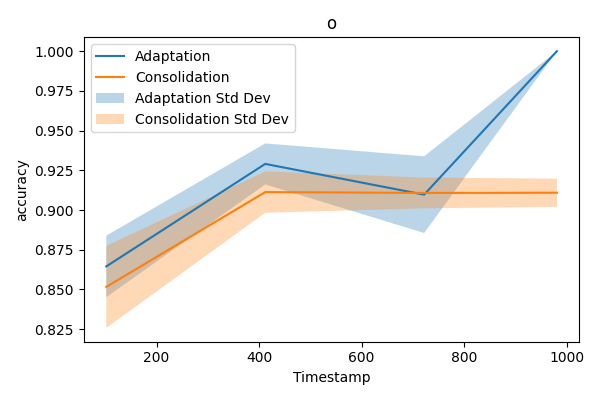 o
1.000
0.975
0.950
0.925
0.900
0.875
0.850
0.825
accuracy
Adaptation
Consolidation
Adaptation Std Dev
Consolidation Std Dev
200
400
600
800
1000
Timestamp